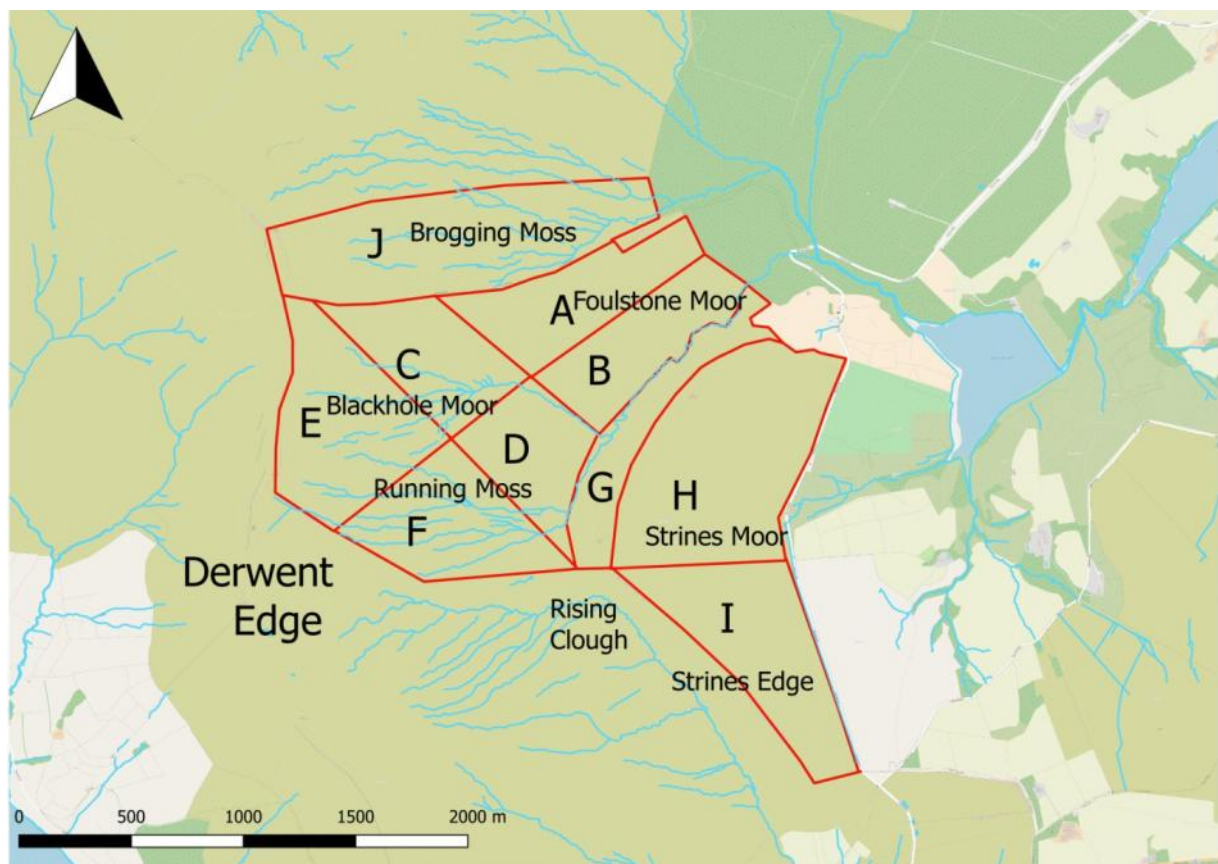 J Brogging Moss
A Foulstone Moor
C
B
Blackhole Moor
E
D
Running Moss
G
H
F
Strines Moor
Derwent
Edge
Rising
Clough
I
Strines Edge
0 500 1000 1500 2000 m